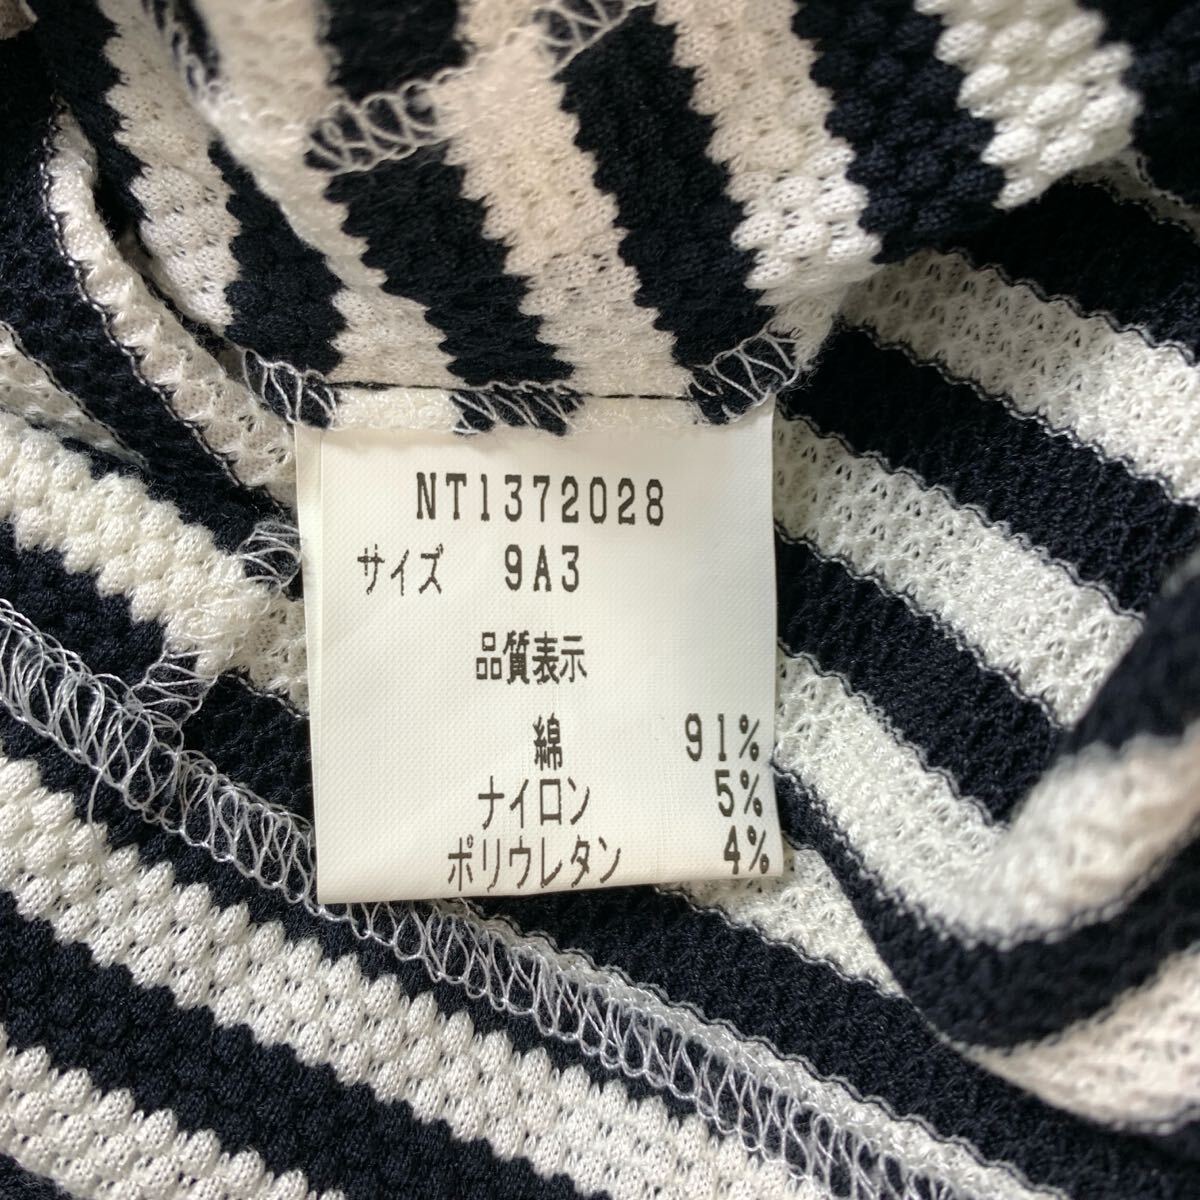 NT1372028
サイズ 9A3
品質表示
綿 91%
ナイロン 5%
ポリウレタン 4%